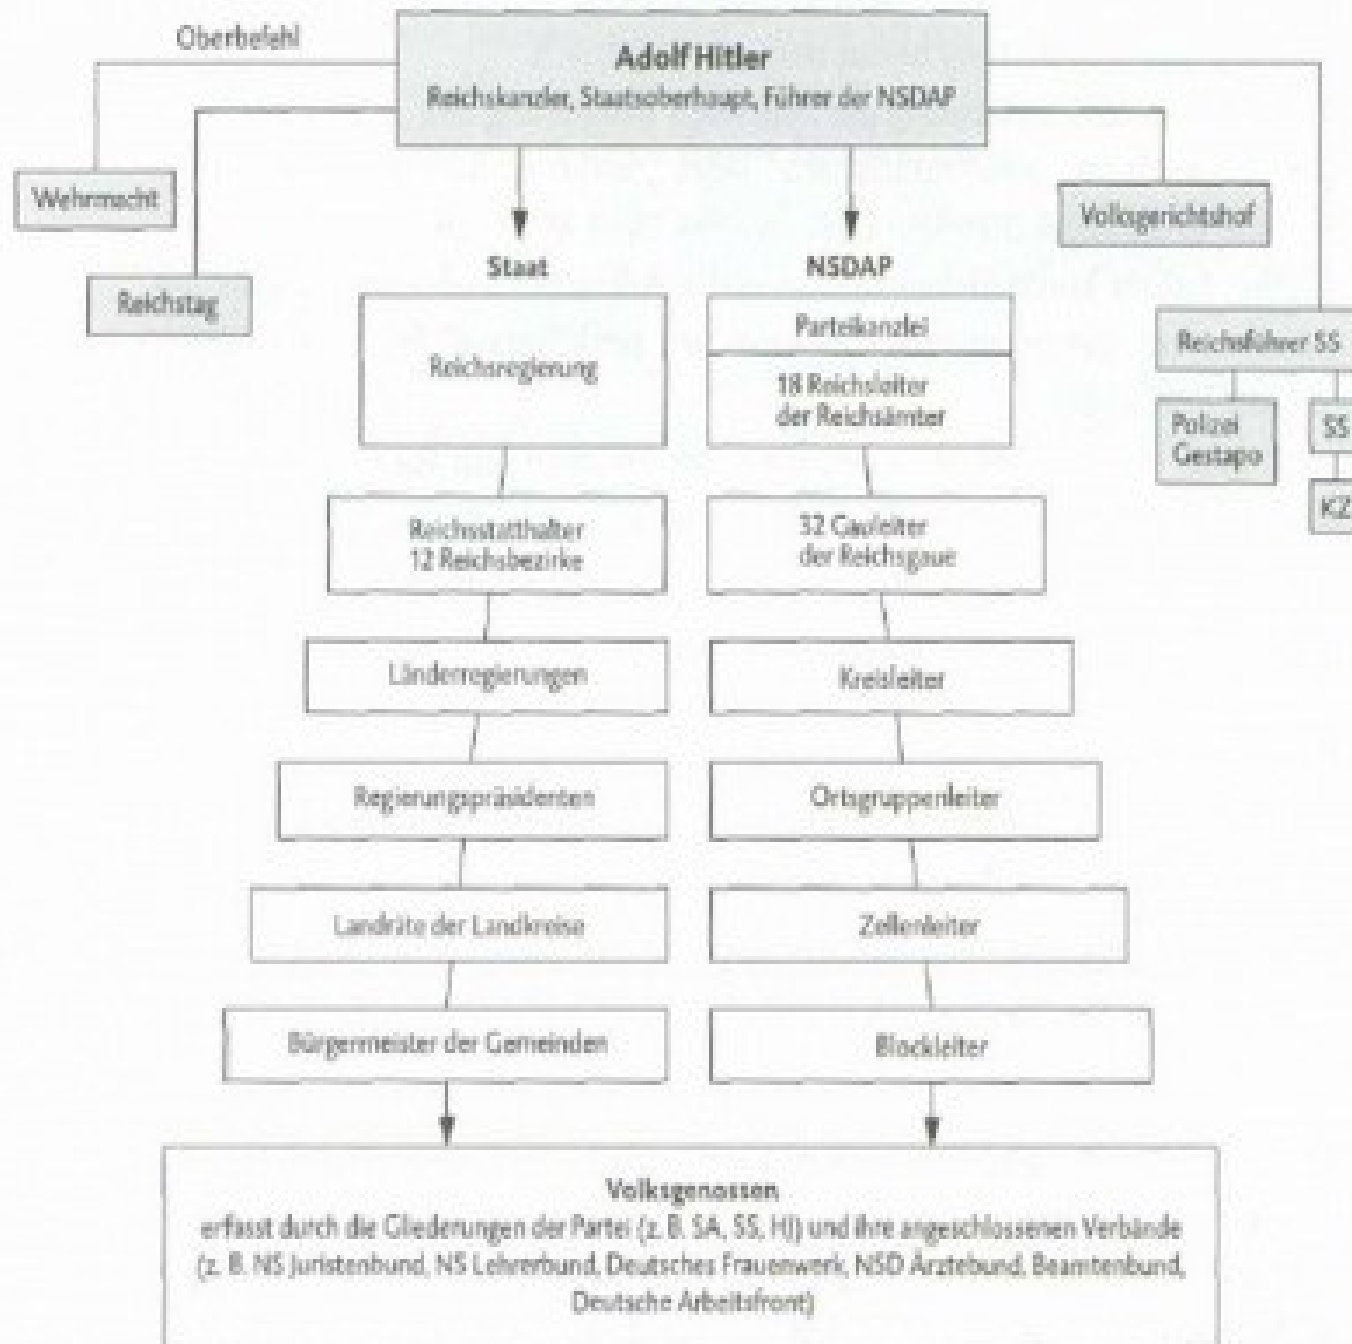 Oberbefehl
Adolf Hitler
Reichskanzler, Staatsoberhaupt, Führer der NSDAP
Wehrmacht
Reichstag
Volksgerichtshof
Staat
NSDAP
Reichsregierung
Parteikanzlei
18 Reichsleiter
der Reichsämter
Reichsführer SS
Polizei
Gestapo
SS
KZ
Reichsstatthalter
12 Reichsbezirke
32 Gauleiter
der Reichsgaue
Länderregierungen
Kreisleiter
Regierungspräsidenten
Ortsgruppenleiter
Landräte der Landkreise
Zellenleiter
Bürgermeister der Gemeinden
Blockleiter
Volksgenossen
erfasst durch die Gliederungen der Partei (z. B. SA, SS, HJ) und ihre angeschlossenen Verbände
(z. B. NS Juristenbund, NS Lehrerbund, Deutsches Frauenwerk, NSD Ärztebund, Beamtenbund,
Deutsche Arbeitsfront)